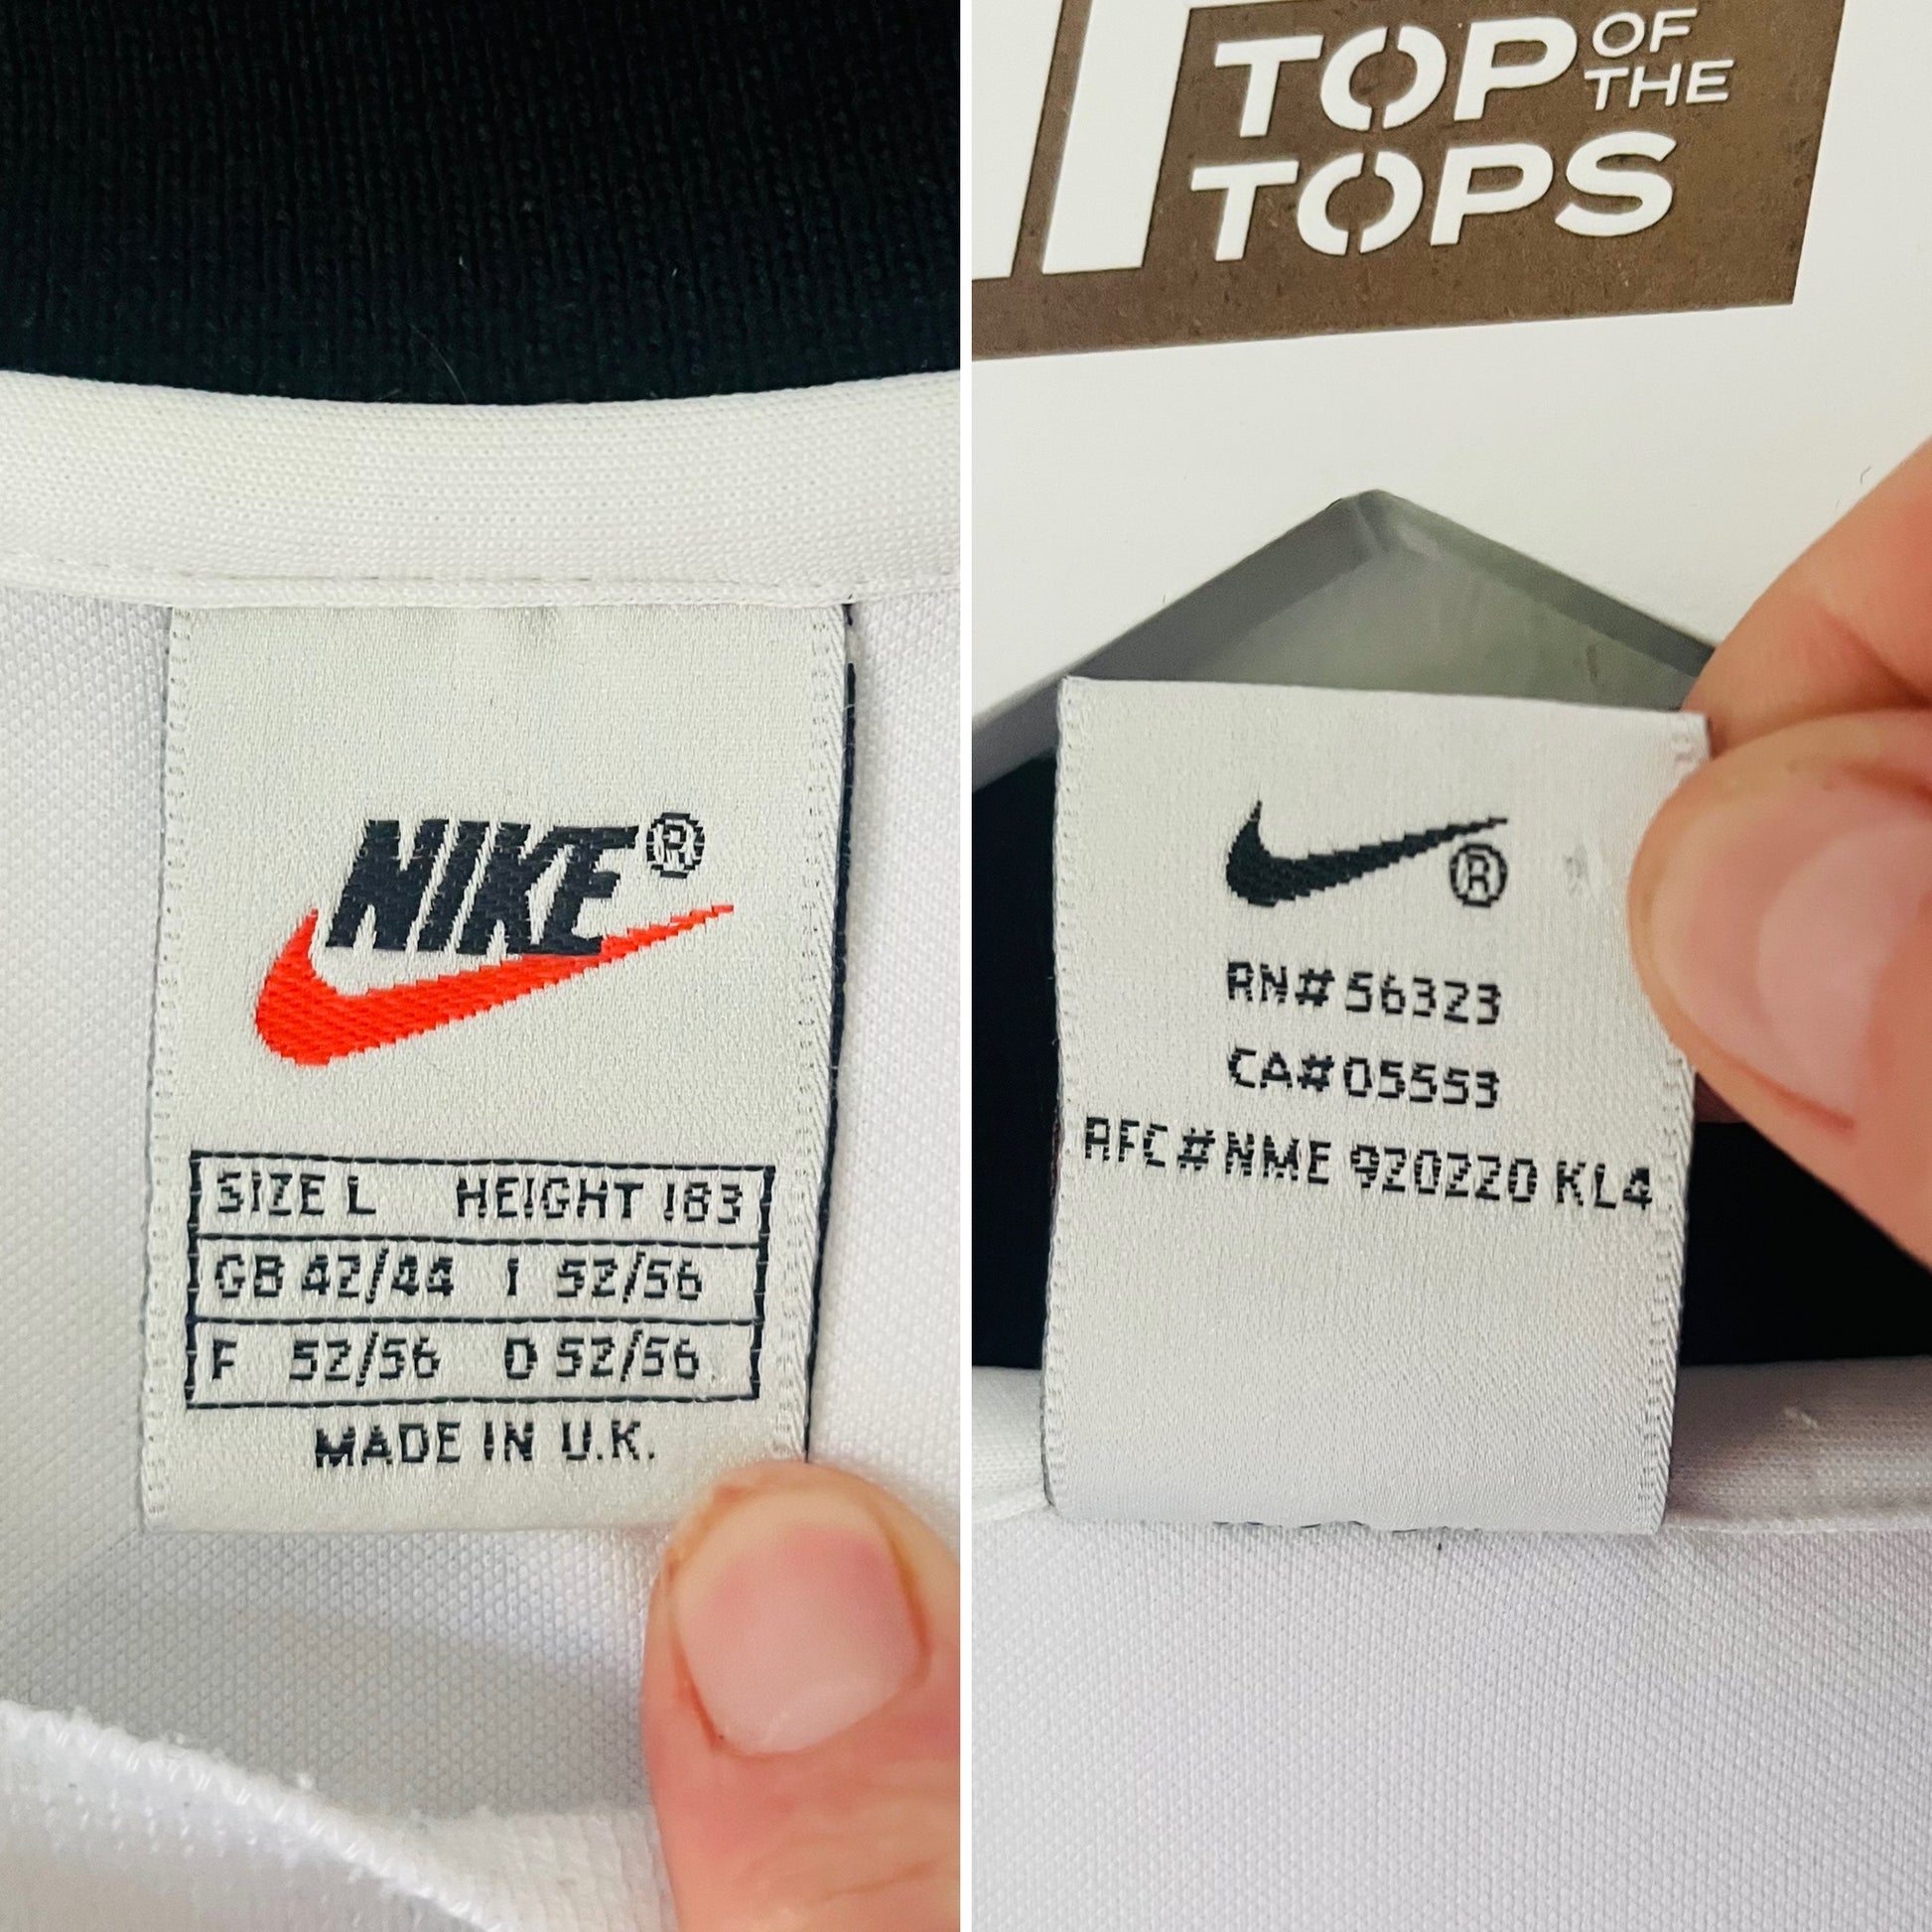 NIKE®
SIZE L HEIGHT 183
GB 42/44 I 52/56
F 52/56 D 52/56
MADE IN U.K.
TOP OF THE
TOPS
®
RN# 56323
CA# 05553
RFC# NME 920220 KL4